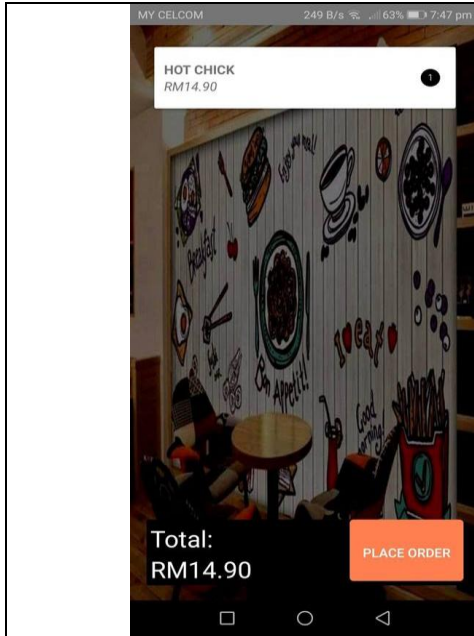 MY CELCOM 249 B/s 63% 7:47 pm
HOT CHICK
RM14.90
1
Enjoy your meal!
Breakfast
I eat
Bon Appetit!!
Good
morning!
Total:
RM14.90
PLACE ORDER